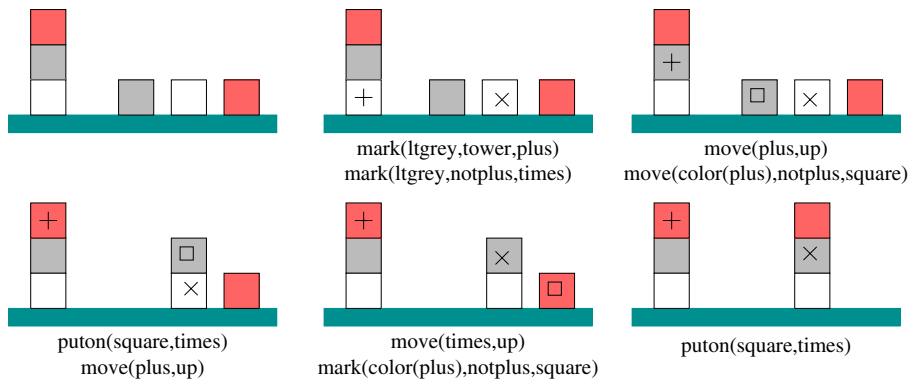 mark(ltgrey,tower,plus)
mark(ltgrey,notplus,times)
move(plus,up)
move(color(plus),notplus,square)
puton(square,times)
move(plus,up)
move(times,up)
mark(color(plus),notplus,square)
puton(square,times)